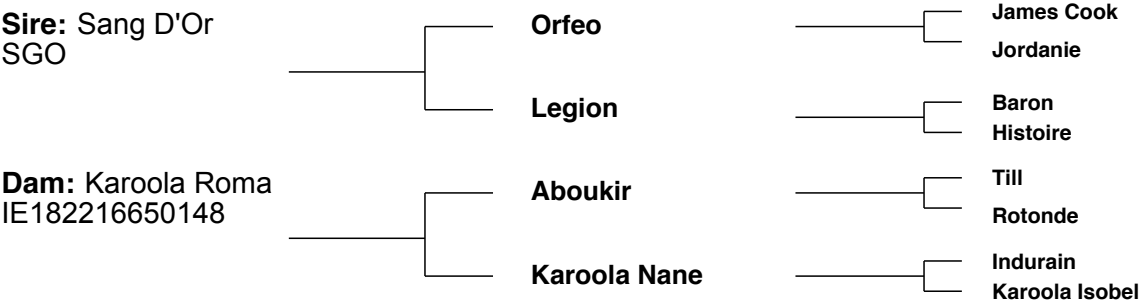 Sire: Sang D'Or
SGO
Orfeo
James Cook
Jordanie
Legion
Baron
Histoire
Dam: Karoola Roma
IE182216650148
Aboukir
Till
Rotonde
Karoola Nane
Indurain
Karoola Isobel